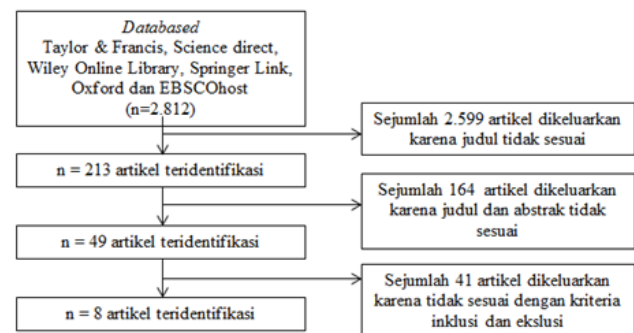 Databased
Taylor & Francis, Science direct,
Wiley Online Library, Springer Link,
Oxford dan EBSCOhost
(n=2.812)
Sejumlah 2.599 artikel dikeluarkan
karena judul tidak sesuai
n = 213 artikel teridentifikasi
Sejumlah 164 artikel dikeluarkan
karena judul dan abstrak tidak
sesuai
n = 49 artikel teridentifikasi
Sejumlah 41 artikel dikeluarkan
karena tidak sesuai dengan kriteria
inklusi dan ekslusi
n = 8 artikel teridentifikasi